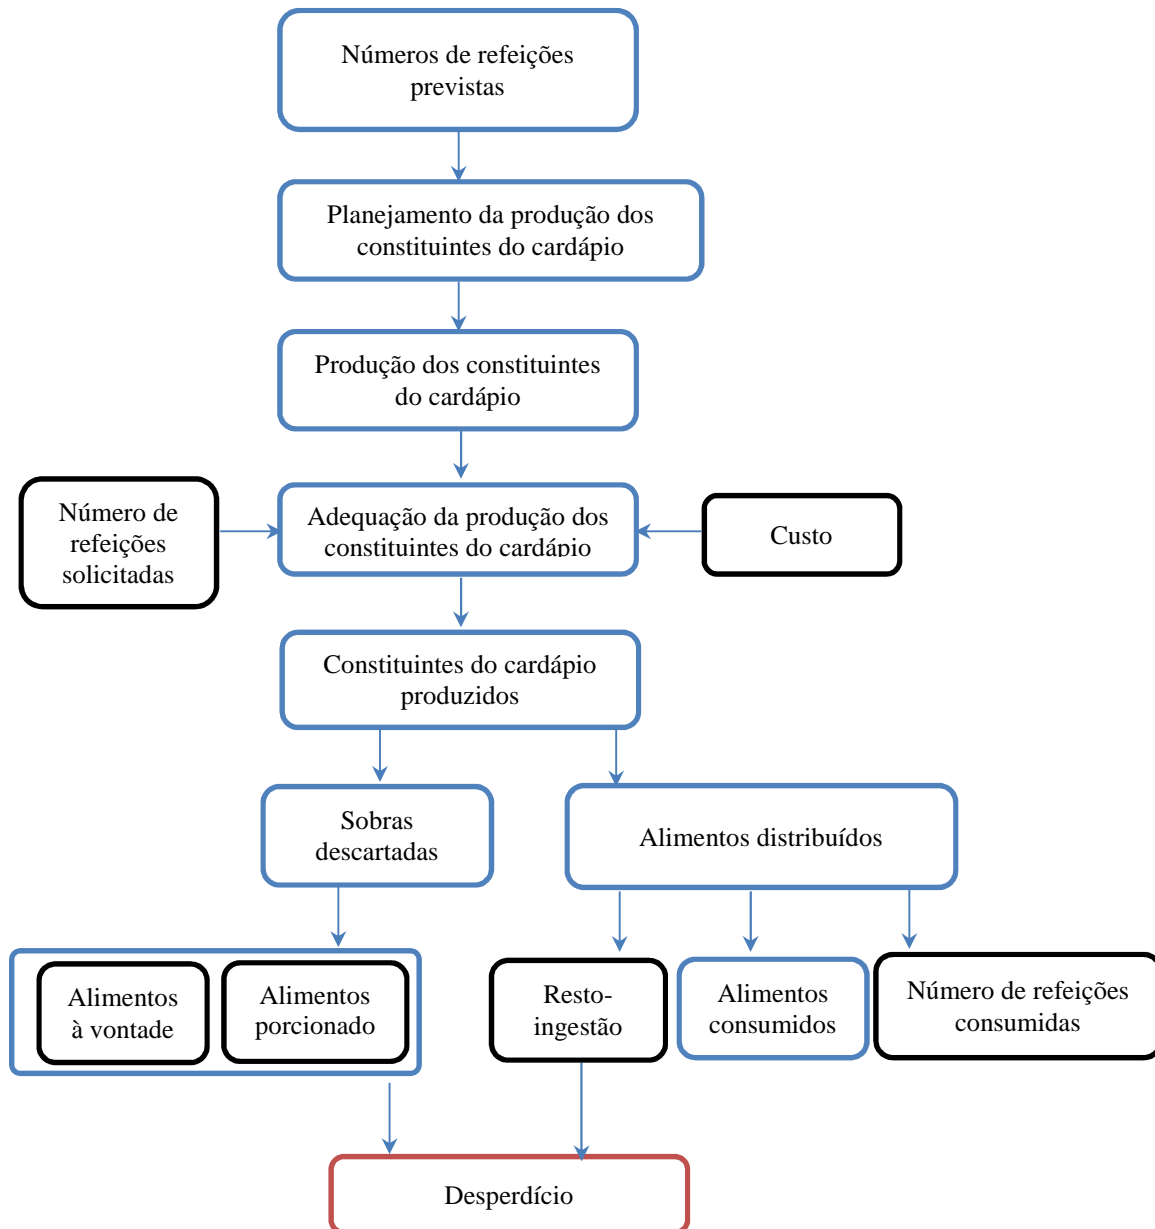 Números de refeições
previstas
Planejamento da produção dos
constituintes do cardápio
Produção dos constituintes
do cardápio
Número de
refeições
solicitadas
Adequação da produção dos
constituintes do cardápio
Custo
Constituintes do cardápio
produzidos
Sobras
descartadas
Alimentos distribuídos
Alimentos
à vontade
Alimentos
porcionado
Resto-
ingestão
Alimentos
consumidos
Número de refeições
consumidas
Desperdício